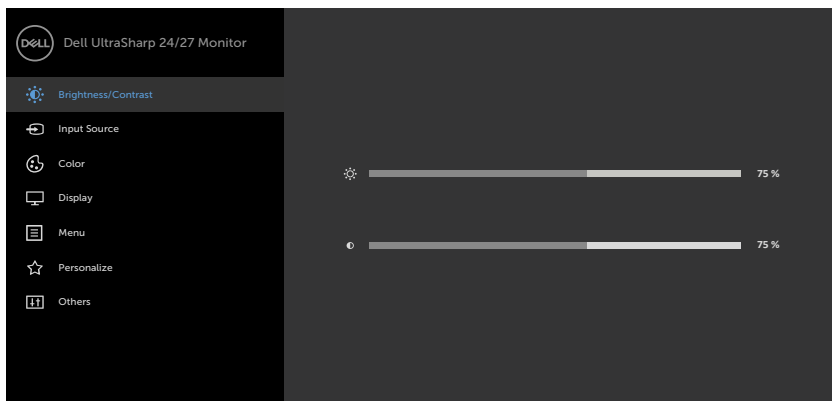 DELL Dell UltraSharp 24/27 Monitor
Brightness/Contrast
Input Source
Color
75 %
Display
Menu
75 %
Personalize
Others